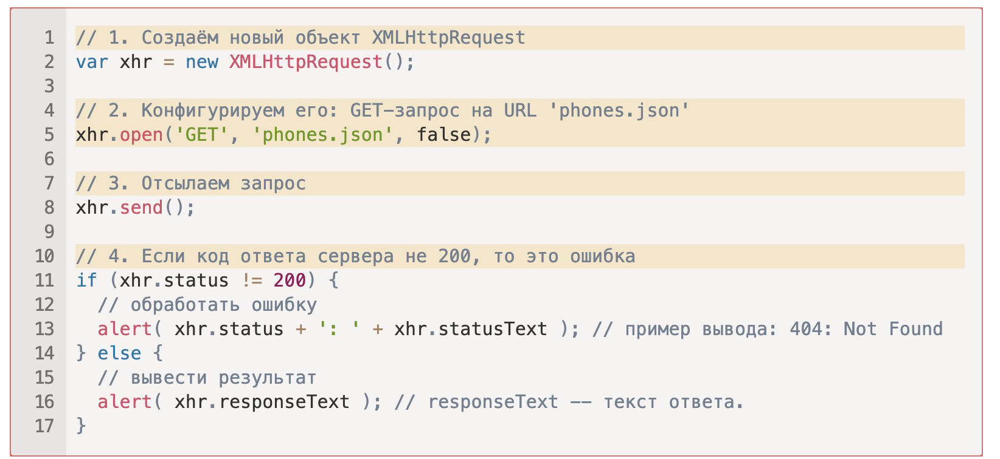 1 // 1. Создаём новый объект XMLHttpRequest
2 var xhr = new XMLHttpRequest();
3
4 // 2. Конфигурируем его: GET-запрос на URL 'phones.json'
5 xhr.open('GET', 'phones.json', false);
6
7 // 3. Отсылаем запрос
8 xhr.send();
9
10 // 4. Если код ответа сервера не 200, то это ошибка
11 if (xhr.status != 200) {
12   // обработать ошибку
13   alert( xhr.status + ': ' + xhr.statusText ); // пример вывода: 404: Not Found
14 } else {
15   // вывести результат
16   alert( xhr.responseText ); // responseText -- текст ответа.
17 }